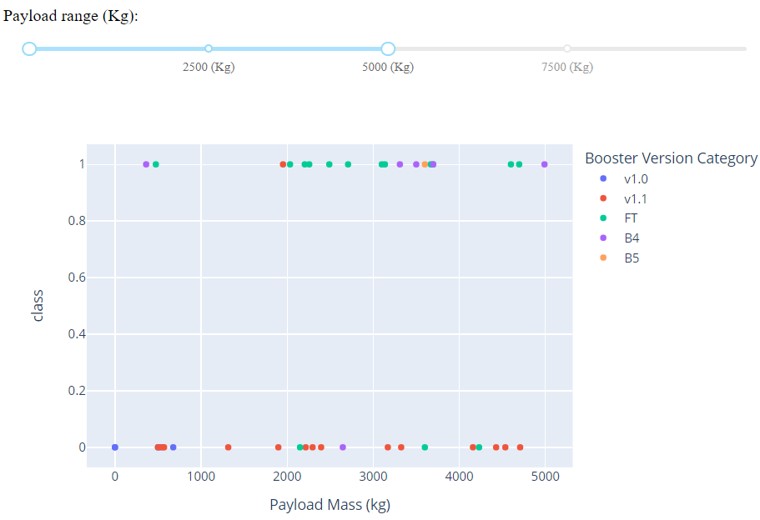 Payload range (Kg):
2500 (Kg) 5000 (Kg) 7500 (Kg)
Booster Version Category
v1.0
v1.1
FT
B4
B5
class
1
0.8
0.6
0.4
0.2
0
0 1000 2000 3000 4000 5000
Payload Mass (kg)